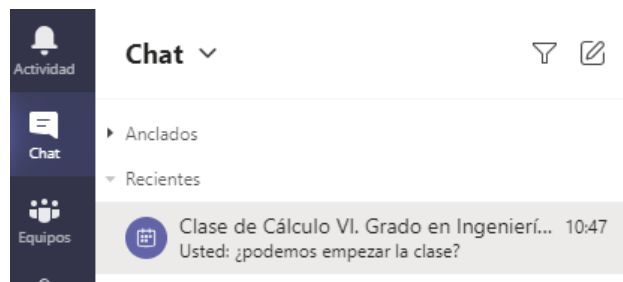 Actividad
Chat
Equipos
Chat
Anclados
Recientes
Clase de Cálculo VI. Grado en Ingenierí... 10:47
Usted: ¿podemos empezar la clase?